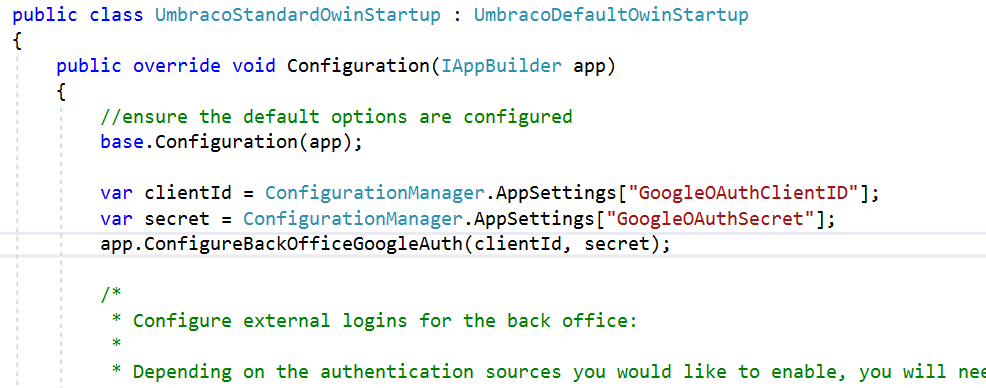 public class UmbracoStandardOwinStartup : UmbracoDefaultOwinStartup
{
public override void Configuration(IAppBuilder app)
{
//ensure the default options are configured
base.Configuration(app);
var clientId = ConfigurationManager.AppSettings["GoogleOAuthClientID"];
var secret = ConfigurationManager.AppSettings["GoogleOAuthSecret"];
app.ConfigureBackOfficeGoogleAuth(clientId, secret);
/*
* Configure external logins for the back office:
*
* Depending on the authentication sources you would like to enable, you will nee